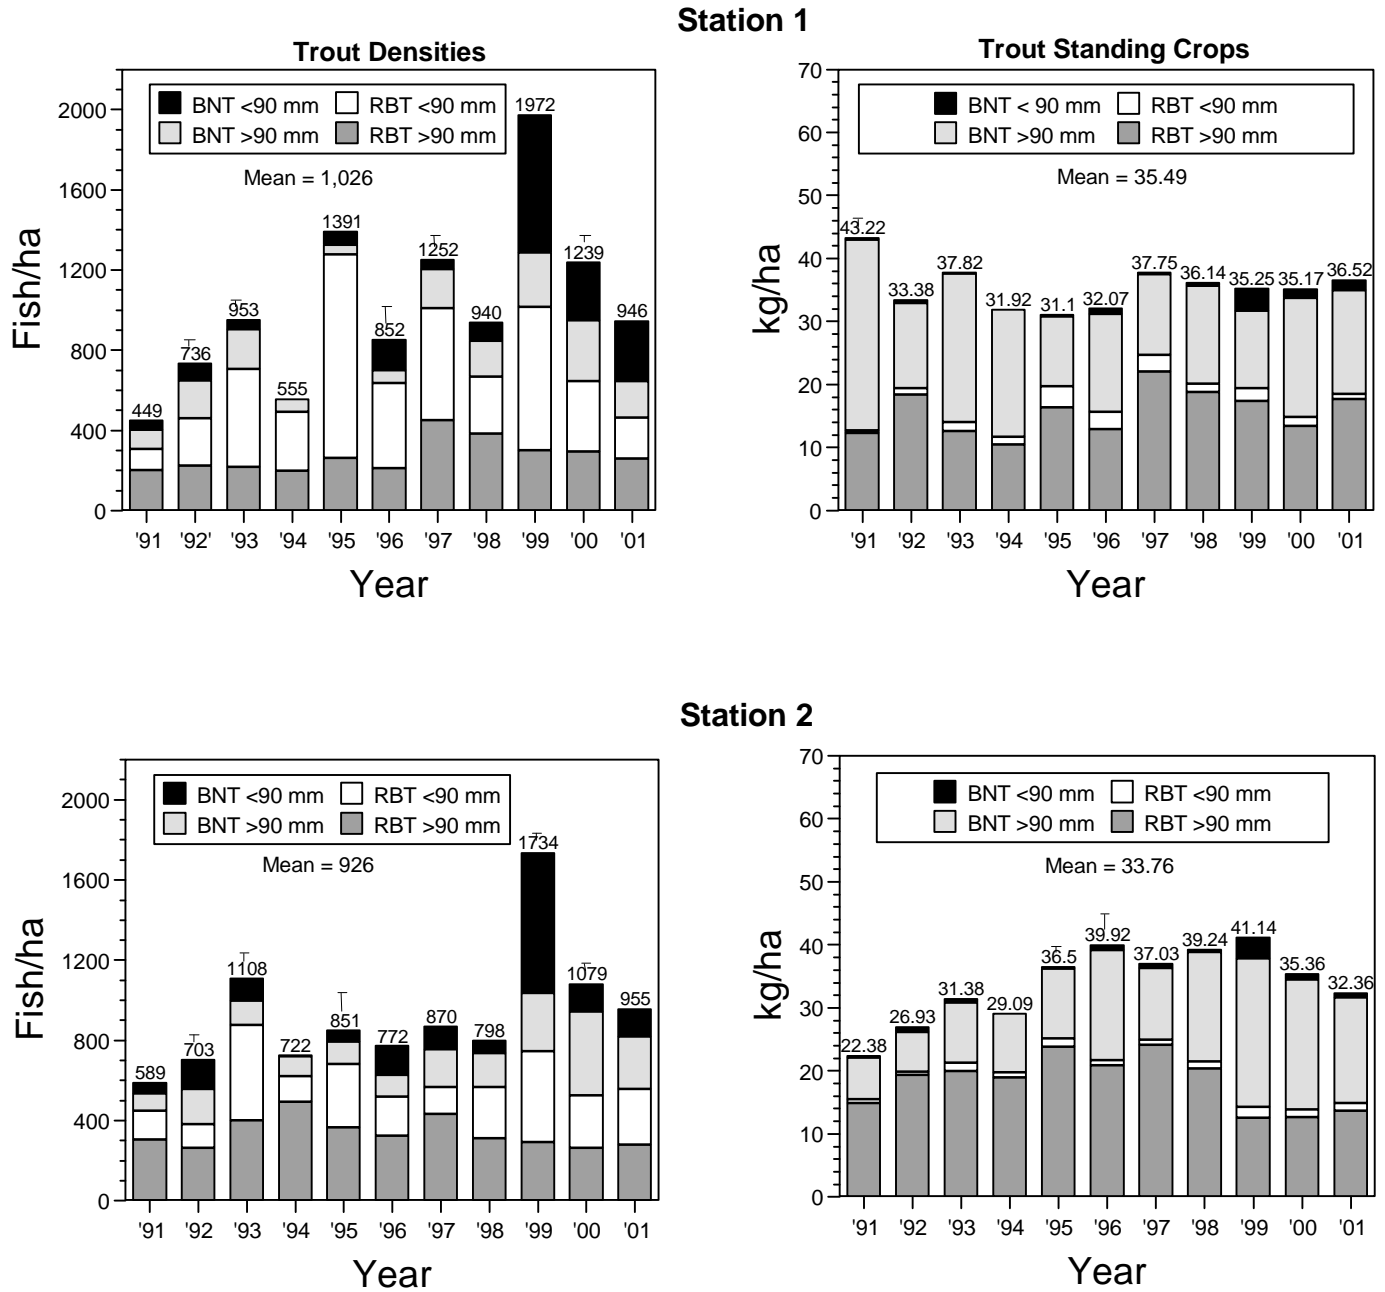 Station 1
Trout Densities
BNT <90 mm RBT <90 mm
BNT >90 mm RBT >90 mm
Mean = 1,026
Fish/ha
2000
1600
1200
800
400
0
449
736
953
555
1391
852
1252
940
1972
1239
946
'91 '92' '93 '94 '95 '96 '97 '98 '99 '00 '01
Year
Trout Standing Crops
BNT < 90 mm RBT <90 mm
BNT >90 mm RBT >90 mm
Mean = 35.49
kg/ha
70
60
50
40
30
20
10
0
43.22
33.38
37.82
31.92
31.1
32.07
37.75
36.14
35.25
35.17
36.52
'91 '92 '93 '94 '95 '96 '97 '98 '99 '00 '01
Year
Station 2
BNT <90 mm RBT <90 mm
BNT >90 mm RBT >90 mm
Mean = 926
Fish/ha
2000
1600
1200
800
400
0
589
703
1108
722
851
772
870
798
1734
1079
955
'91 '92 '93 '94 '95 '96 '97 '98 '99 '00 '01
Year
BNT <90 mm RBT <90 mm
BNT >90 mm RBT >90 mm
Mean = 33.76
kg/ha
70
60
50
40
30
20
10
0
22.38
26.93
31.38
29.09
36.5
39.92
37.03
39.24
41.14
35.36
32.36
'91 '92 '93 '94 '95 '96 '97 '98 '99 '00 '01
Year